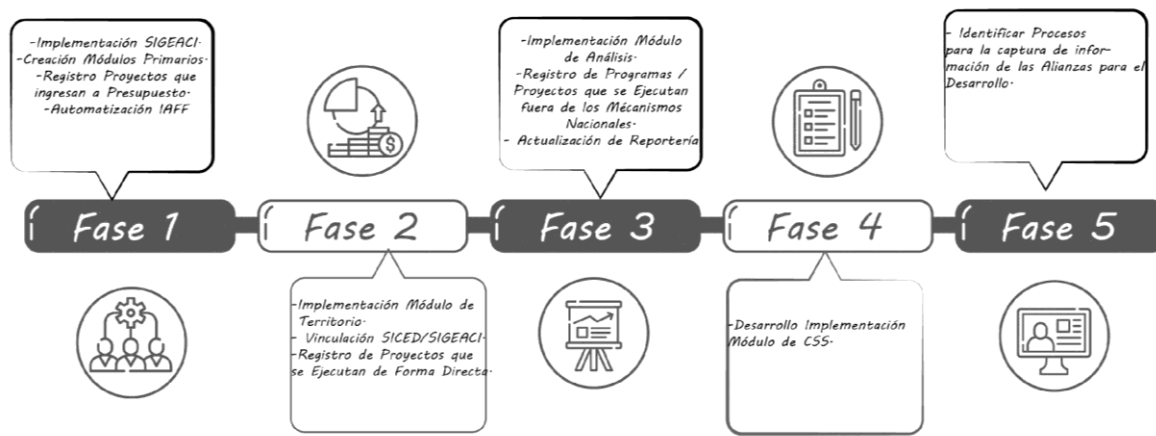 -Implementación SIGEACI.
-Creación Módulos Primarios.
-Registro Proyectos que
ingresan a Presupuesto.
-Automatización IAFF
Fase 1
Fase 2
-Implementación Módulo de
Territorio.
- Vinculación SICED/SIGEACI.
-Registro de Proyectos que
se Ejecutan de Forma Directa.
-Implementación Módulo
de Análisis.
-Registro de Programas /
Proyectos que se Ejecutan
fuera de los Mécanismos
Nacionales.
- Actualización de Reportería
Fase 3
Fase 4
-Desarrollo Implementación
Módulo de CSS.
- Identificar Procesos
para la captura de infor-
mación de las Alianzas para el
Desarrollo.
Fase 5
$